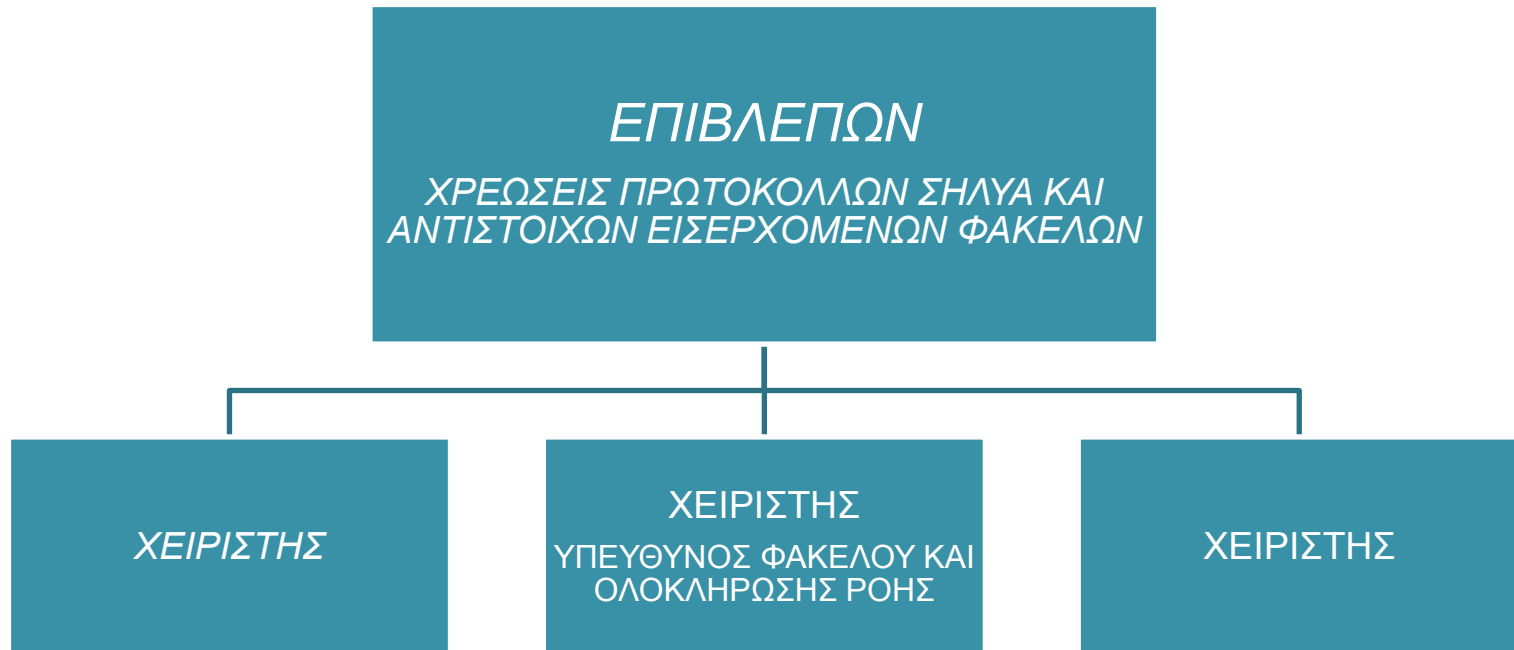 ΕΠΙΒΛΕΠΩΝ
ΧΡΕΩΣΕΙΣ ΠΡΩΤΟΚΟΛΛΩΝ ΣΗΛΥΑ ΚΑΙ
ΑΝΤΙΣΤΟΙΧΩΝ ΕΙΣΕΡΧΟΜΕΝΩΝ ΦΑΚΕΛΩΝ
ΧΕΙΡΙΣΤΗΣ
ΧΕΙΡΙΣΤΗΣ
ΥΠΕΥΘΥΝΟΣ ΦΑΚΕΛΟΥ ΚΑΙ
ΟΛΟΚΛΗΡΩΣΗΣ ΡΟΗΣ
ΧΕΙΡΙΣΤΗΣ